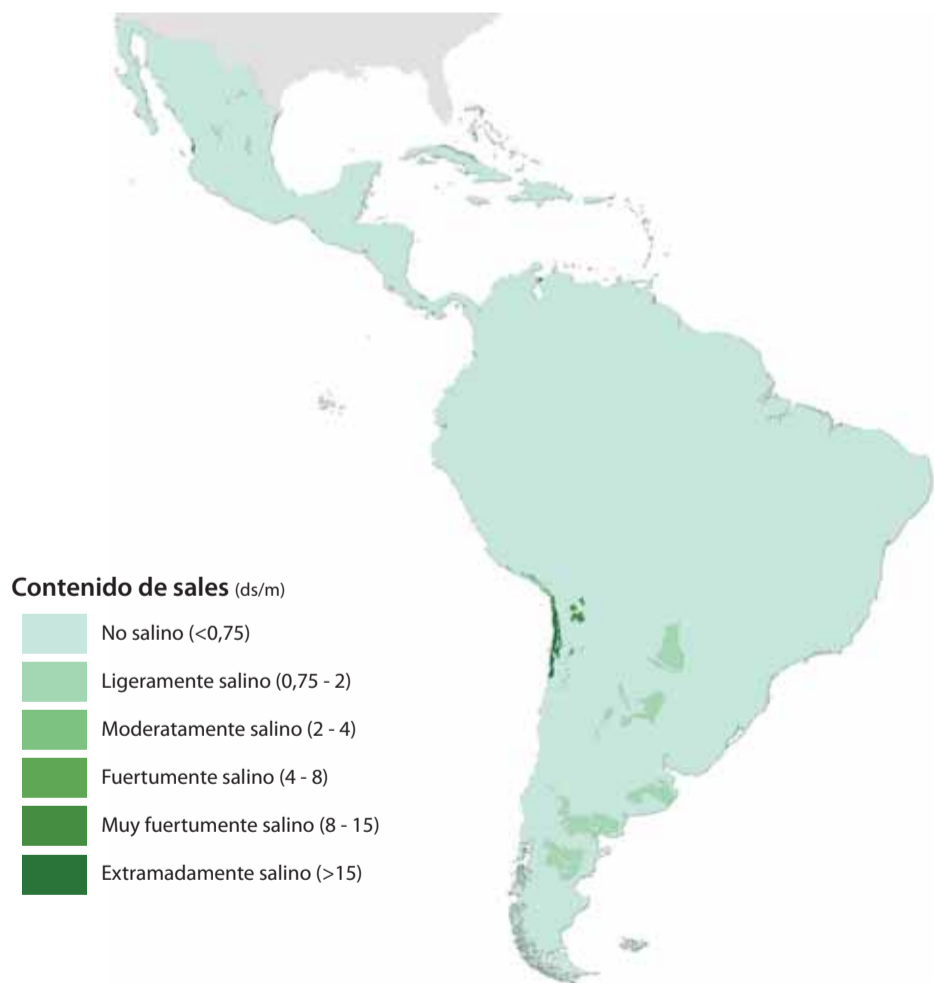 Contenido de sales (ds/m)
No salino (<0,75)
Ligeramente salino (0,75 - 2)
Moderatamente salino (2 - 4)
Fuertumente salino (4 - 8)
Muy fuertumente salino (8 - 15)
Extramadamente salino (>15)